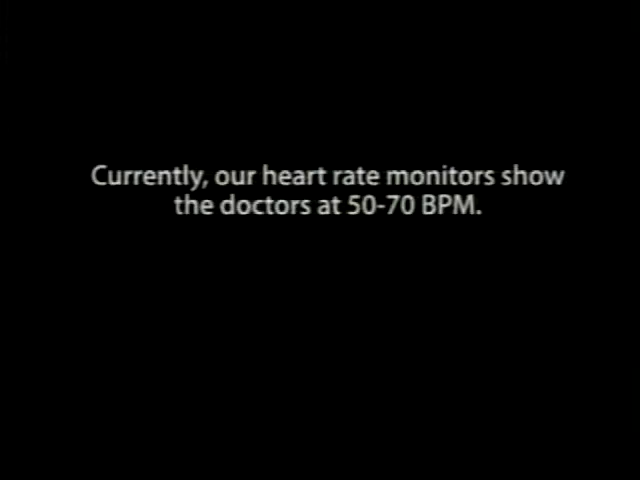 Currently, our heart rate monitors show
the doctors at 50-70 BPM.